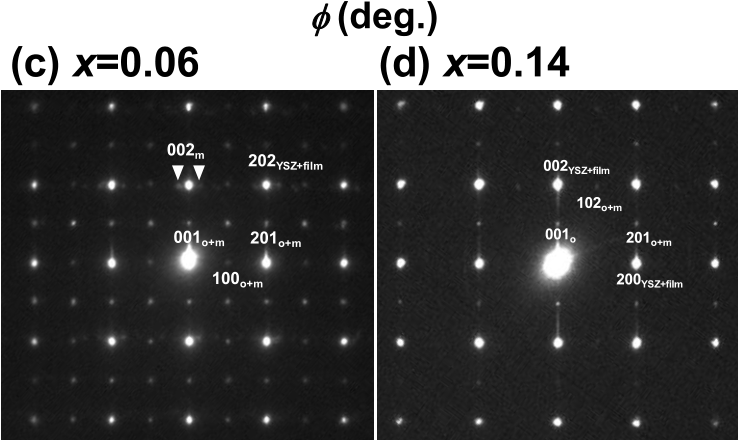 ϕ (deg.)
(c) x=0.06
(d) x=0.14
002m
202YSZ+film
001o+m
201o+m
100o+m
002YSZ+film
102o+m
001o
201o+m
200YSZ+film